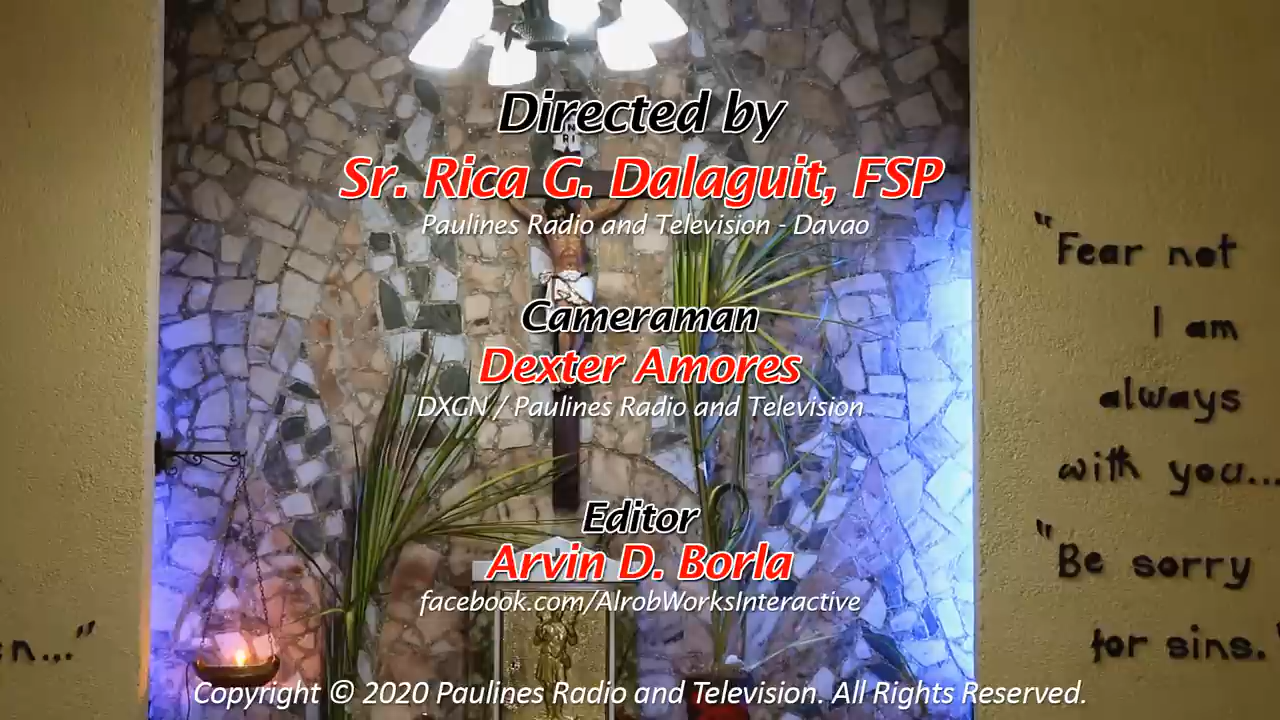 Directed by
Sr. Rica G. Dalaguit, FSP
Paulines Radio and Television - Davao
Cameraman
Dexter Amores
DXGN / Paulines Radio and Television
Editor
Arvin D. Borla
facebook.com/AlrobWorksInteractive
Copyright © 2020 Paulines Radio and Television. All Rights Reserved.
"Fear not
I am
always
with you...
"Be sorry
for sins."